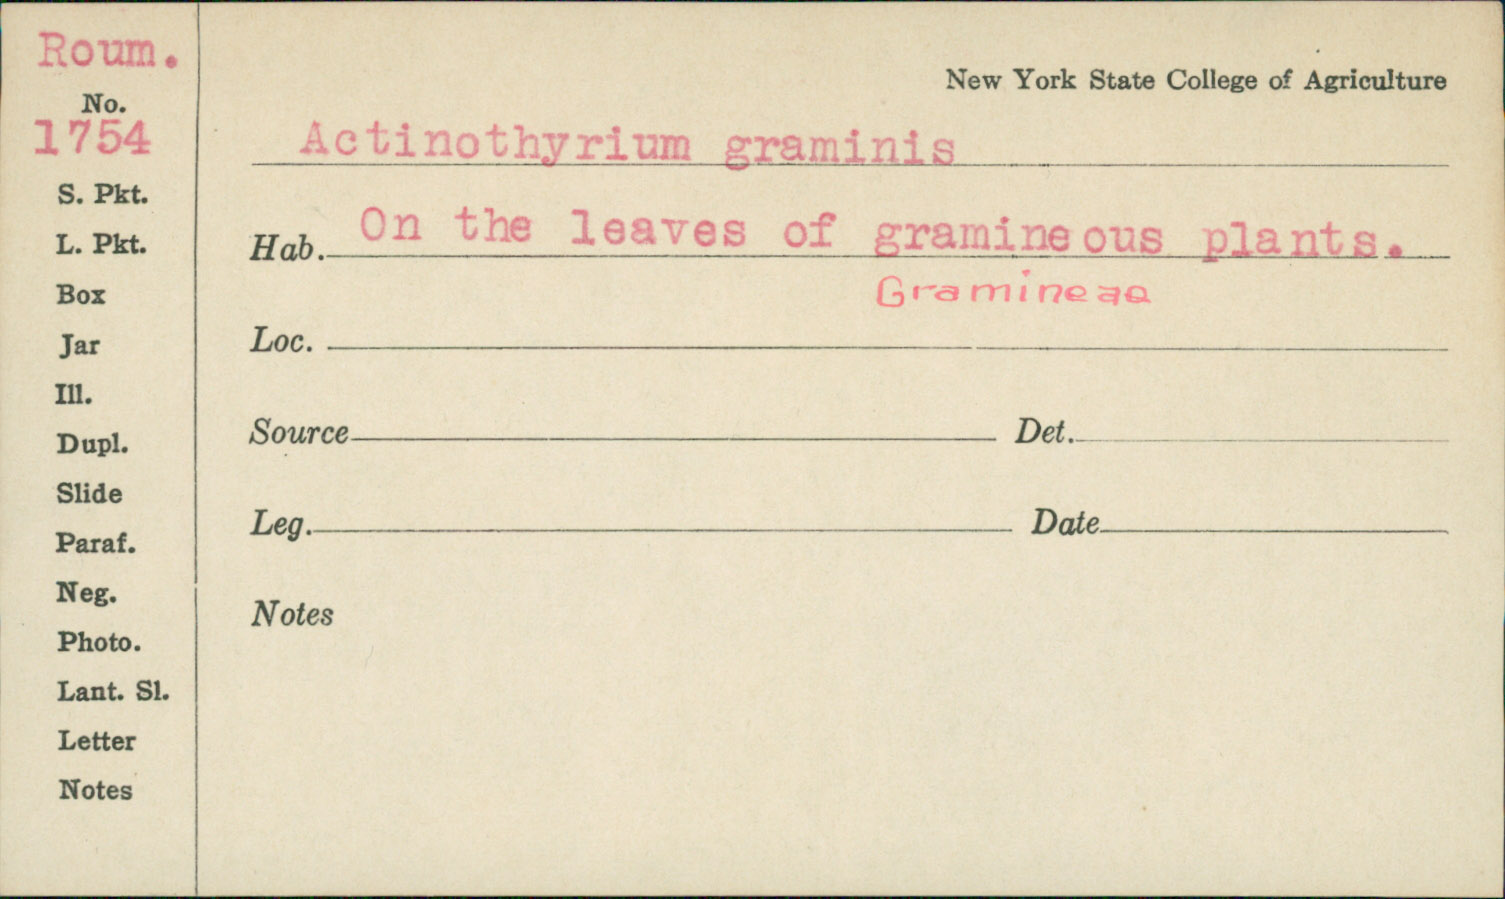 Roum.
No.
1754
S. Pkt.
L. Pkt.
Box
Jar
Ill.
Dupl.
Slide
Paraf.
Neg.
Photo.
Lant. Sl.
Letter
Notes
New York State College of Agriculture
Actinothyrium graminis
Hab. On the leaves of gramineous plants.
Gramineae
Loc.
Source Det.
Leg. Date
Notes